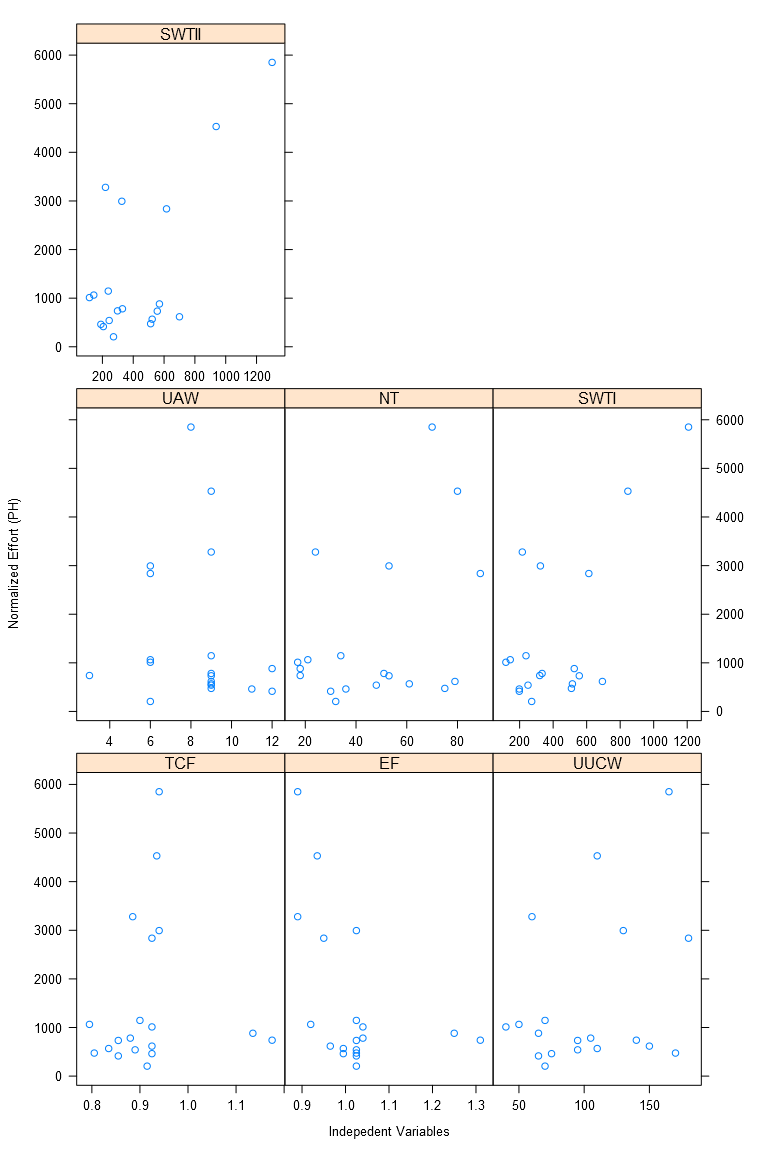 SWTII
6000
5000
4000
3000
2000
1000
0
200 400 600 800 1000 1200
UAW NT SWTI
6000
5000
4000
3000
2000
1000
0
4 6 8 10 12 20 40 60 80 200 400 600 800 1000 1200
TCF EF UUCW
6000
5000
4000
3000
2000
1000
0
0.8 0.9 1.0 1.1 0.9 1.0 1.1 1.2 1.3 50 100 150
Normalized Effort (PH)
Indepedent Variables